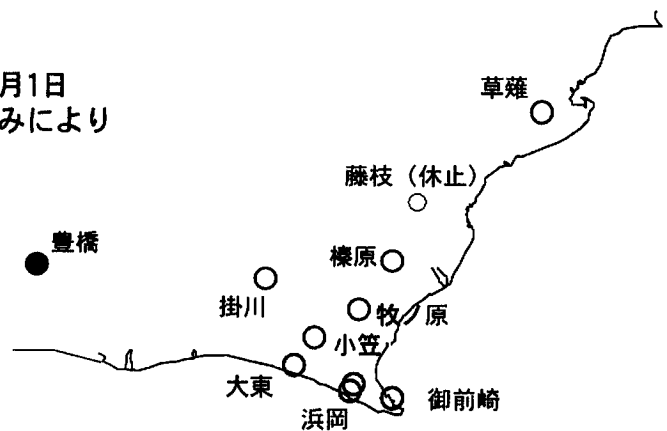 月1日
みにより
草薙
藤枝（休止）
豊橋
榛原
掛川
牧ノ原
小笠
大東
浜岡
御前崎